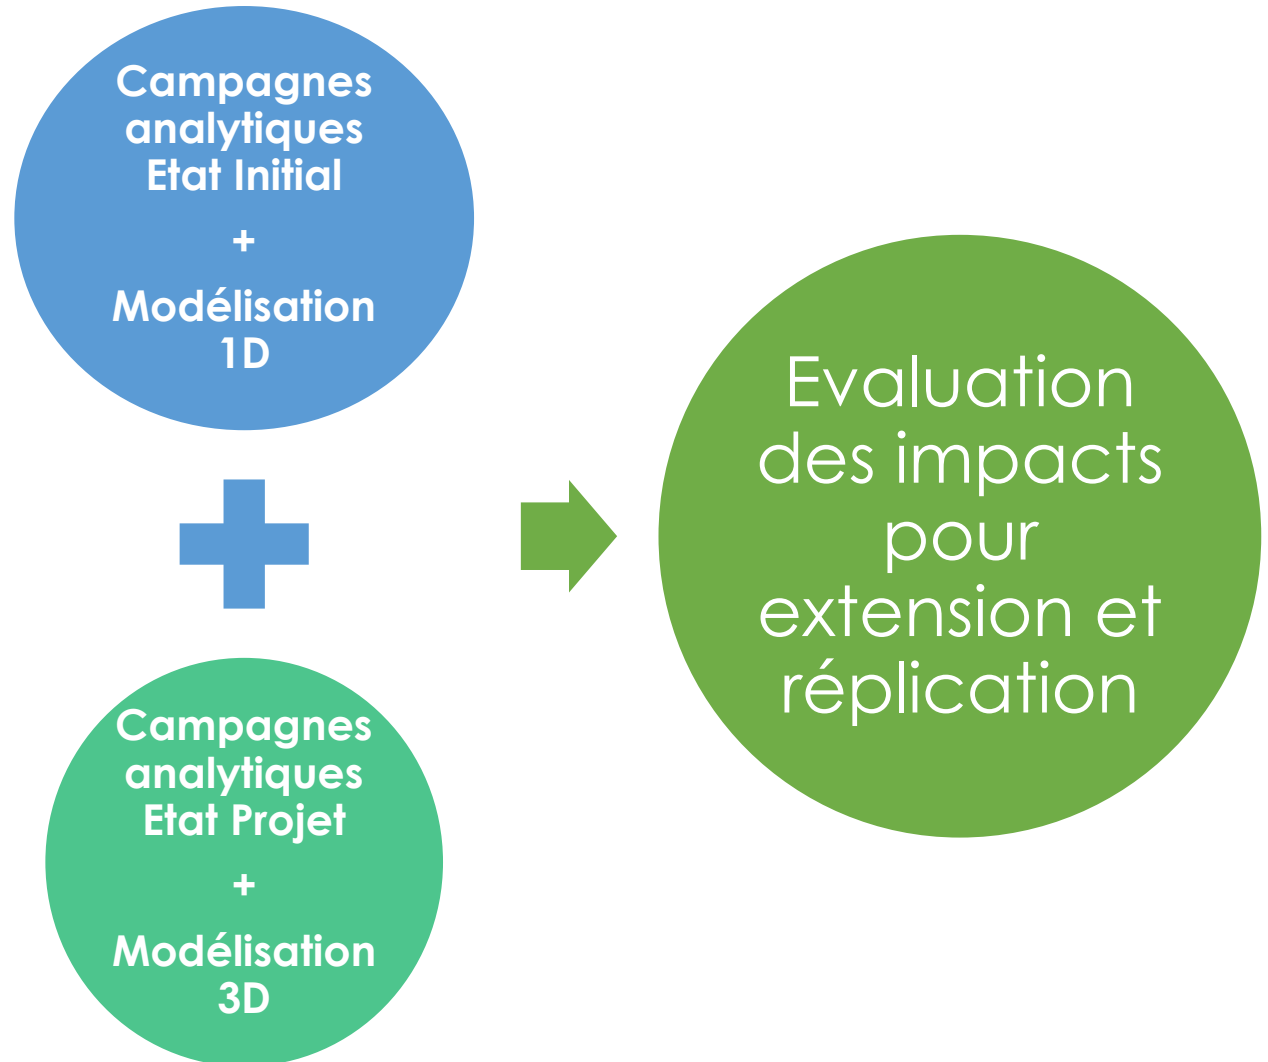 Campagnes
analytiques
Etat Initial
+
Modélisation
1D
Campagnes
analytiques
Etat Projet
+
Modélisation
3D
Evaluation
des impacts
pour
extension et
réplication